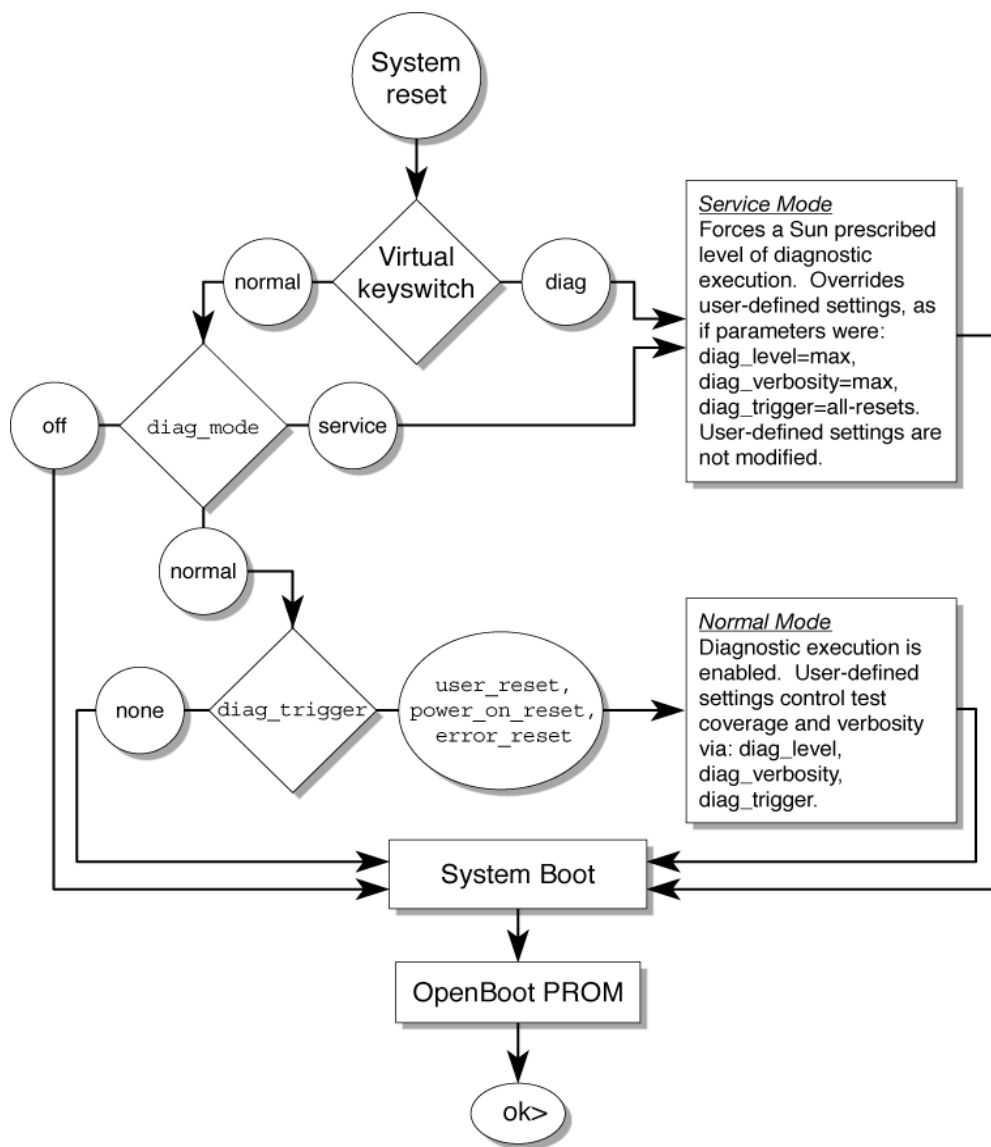 System
reset
Virtual
keyswitch
normal
diag
Service Mode
Forces a Sun prescribed
level of diagnostic
execution.  Overrides
user-defined settings, as
if parameters were:
diag_level=max,
diag_verbosity=max,
diag_trigger=all-resets.
User-defined settings are
not modified.
off
diag_mode
service
normal
none
diag_trigger
user_reset,
power_on_reset,
error_reset
Normal Mode
Diagnostic execution is
enabled.  User-defined
settings control test
coverage and verbosity
via: diag_level,
diag_verbosity,
diag_trigger.
System Boot
OpenBoot PROM
ok>